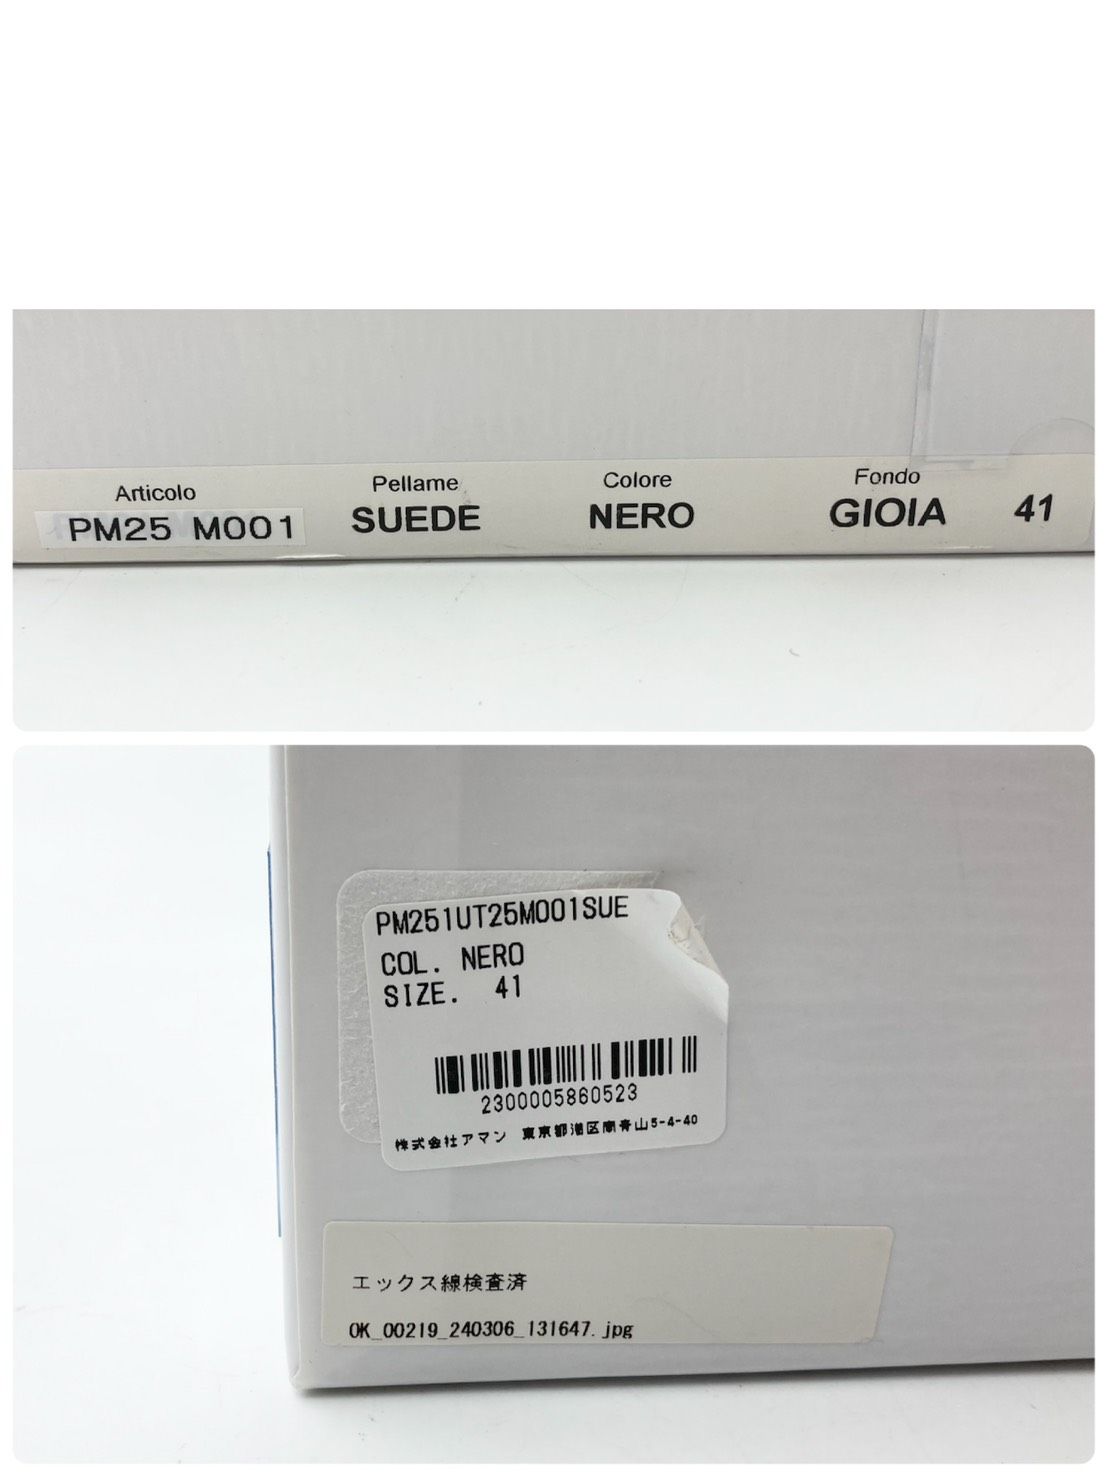 Articolo Pellame Colore Fondo
PM25 M001 SUEDE NERO GIOIA 41
PM251UT25M001SUE
COL. NERO
SIZE. 41
2300005860523
株式会社アマン 東京都港区南青山5-4-40
エックス線検査済
OK_00219_240306_131647.jpg